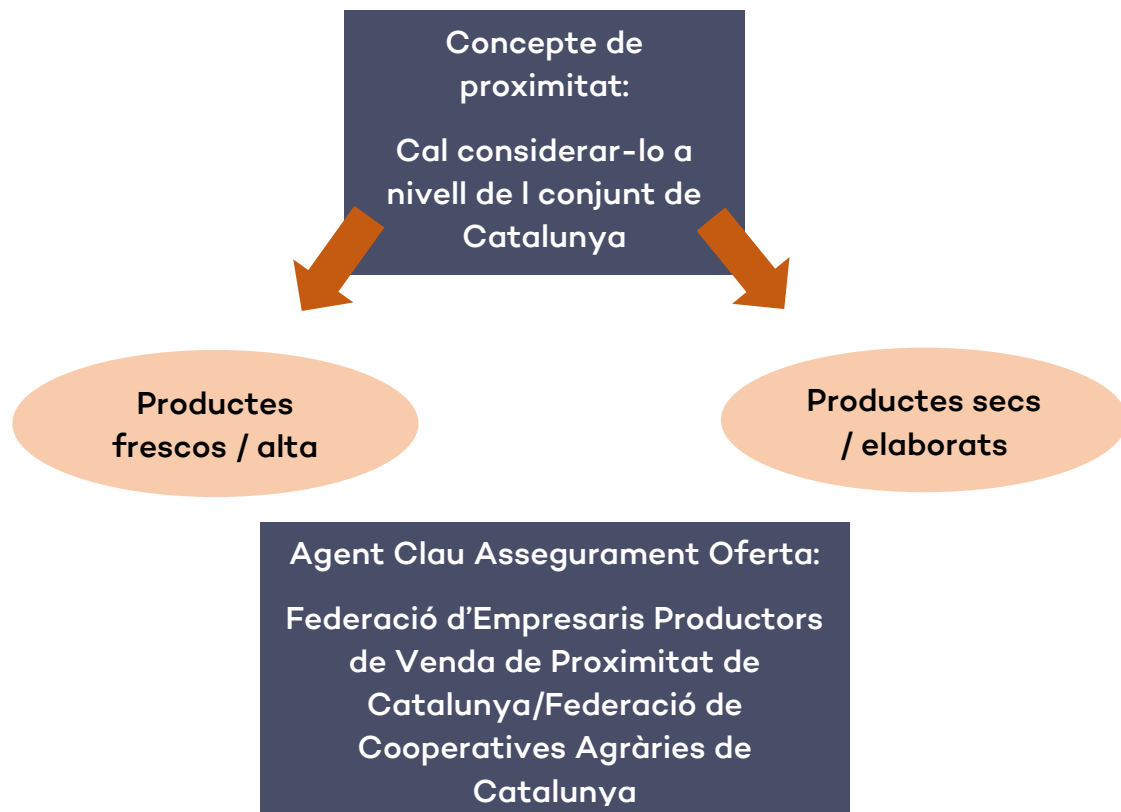 Concepte de
proximitat:
Cal considerar-lo a
nivell de l conjunt de
Catalunya
Productes
frescos / alta
Productes secs
/ elaborats
Agent Clau Assegurament Oferta:
Federació d’Empresaris Productors
de Venda de Proximitat de
Catalunya/Federació de
Cooperatives Agràries de
Catalunya